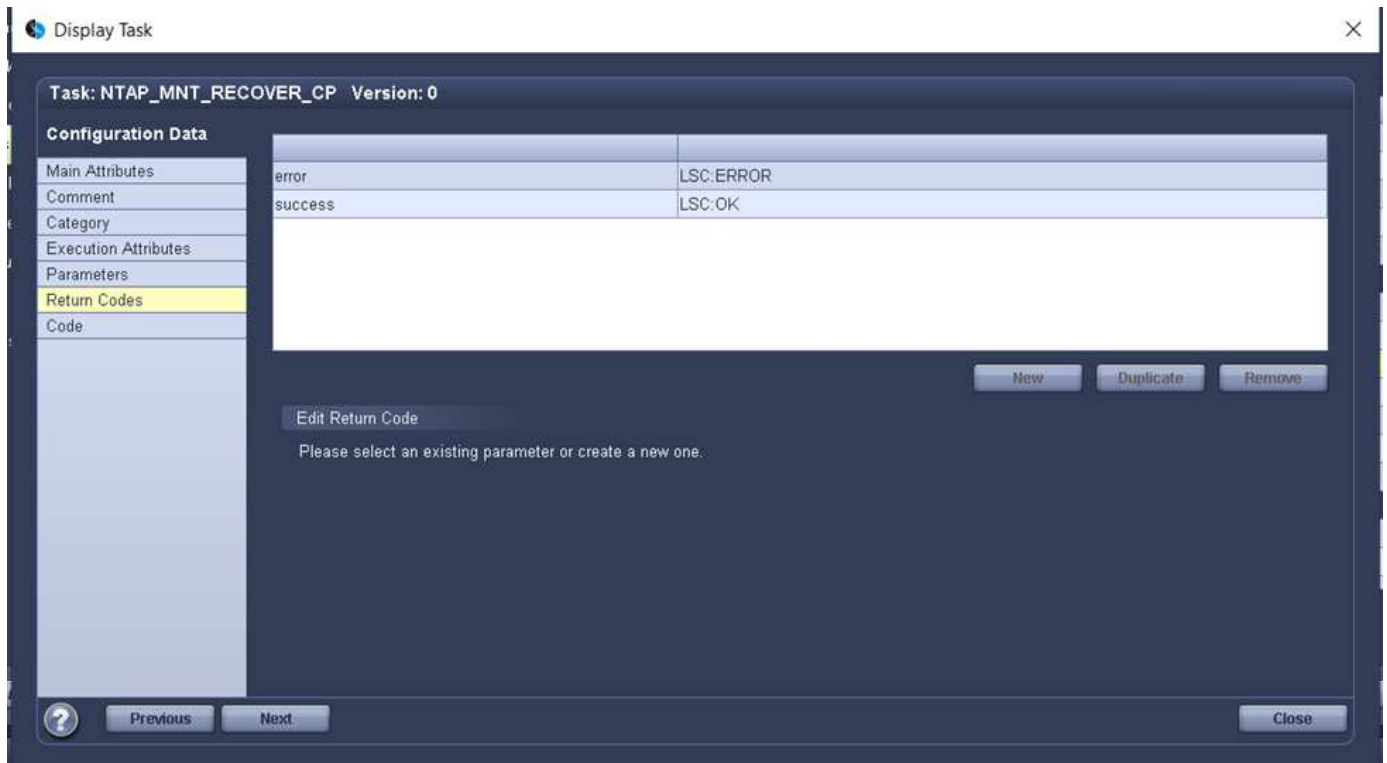 Display Task
Task: NTAP_MNT_RECOVER_CP Version: 0
Configuration Data
Main Attributes
Comment
Category
Execution Attributes
Parameters
Return Codes
Code
error LSC:ERROR
success LSC:OK
New Duplicate Remove
Edit Return Code
Please select an existing parameter or create a new one.
? Previous Next Close